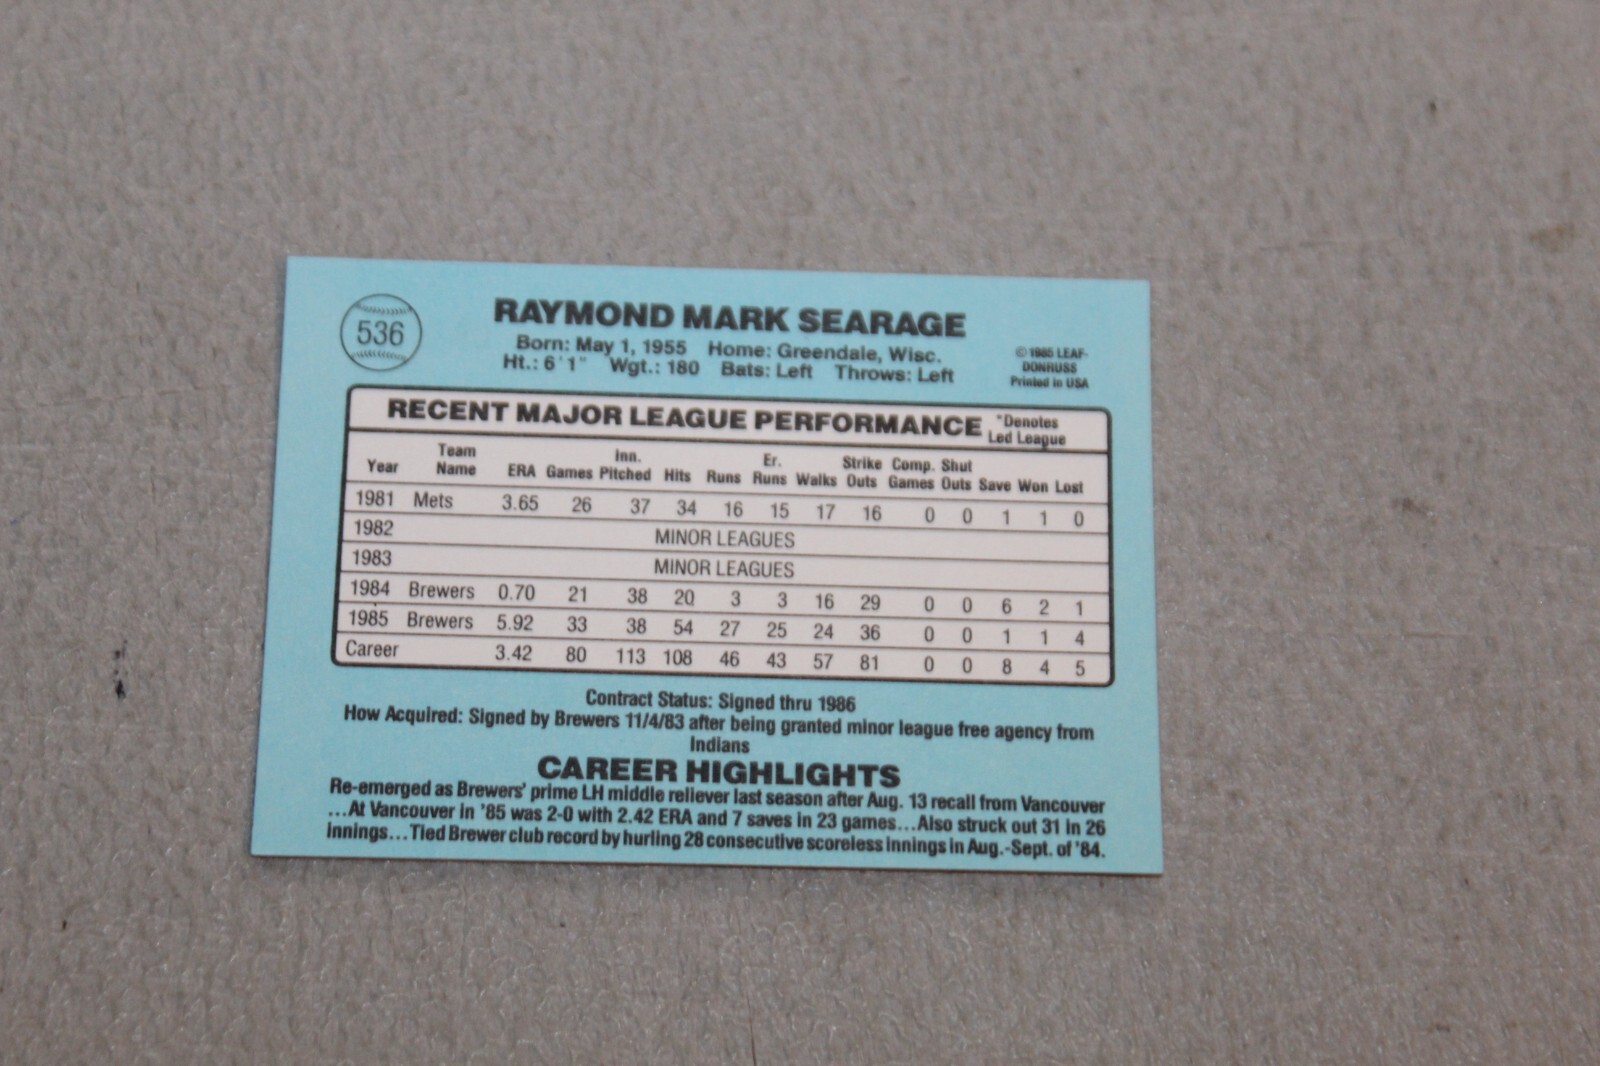 536
RAYMOND MARK SEARAGE
Born: May 1, 1955 Home: Greendale, Wisc.
Ht.: 6'1" Wgt.: 180 Bats: Left Throws: Left
© 1985 LEAF-
DONRUSS
Printed in USA
RECENT MAJOR LEAGUE PERFORMANCE *Denotes
Led League
Year Team Name ERA Games Inn. Pitched Hits Runs Er. Runs Walks Strike Outs Comp. Games Shut Outs Save Won Lost
1981 Mets 3.65 26 37 34 16 15 17 16 0 0 1 1 0
1982 MINOR LEAGUES
1983 MINOR LEAGUES
1984 Brewers 0.70 21 38 20 3 3 16 29 0 0 6 2 1
1985 Brewers 5.92 33 38 54 27 25 24 36 0 0 1 1 4
Career 3.42 80 113 108 46 43 57 81 0 0 8 4 5
Contract Status: Signed thru 1986
How Acquired: Signed by Brewers 11/4/83 after being granted minor league free agency from
Indians
CAREER HIGHLIGHTS
Re-emerged as Brewers' prime LH middle reliever last season after Aug. 13 recall from Vancouver
...At Vancouver in '85 was 2-0 with 2.42 ERA and 7 saves in 23 games...Also struck out 31 in 26
innings...Tied Brewer club record by hurling 28 consecutive scoreless innings in Aug.-Sept. of '84.